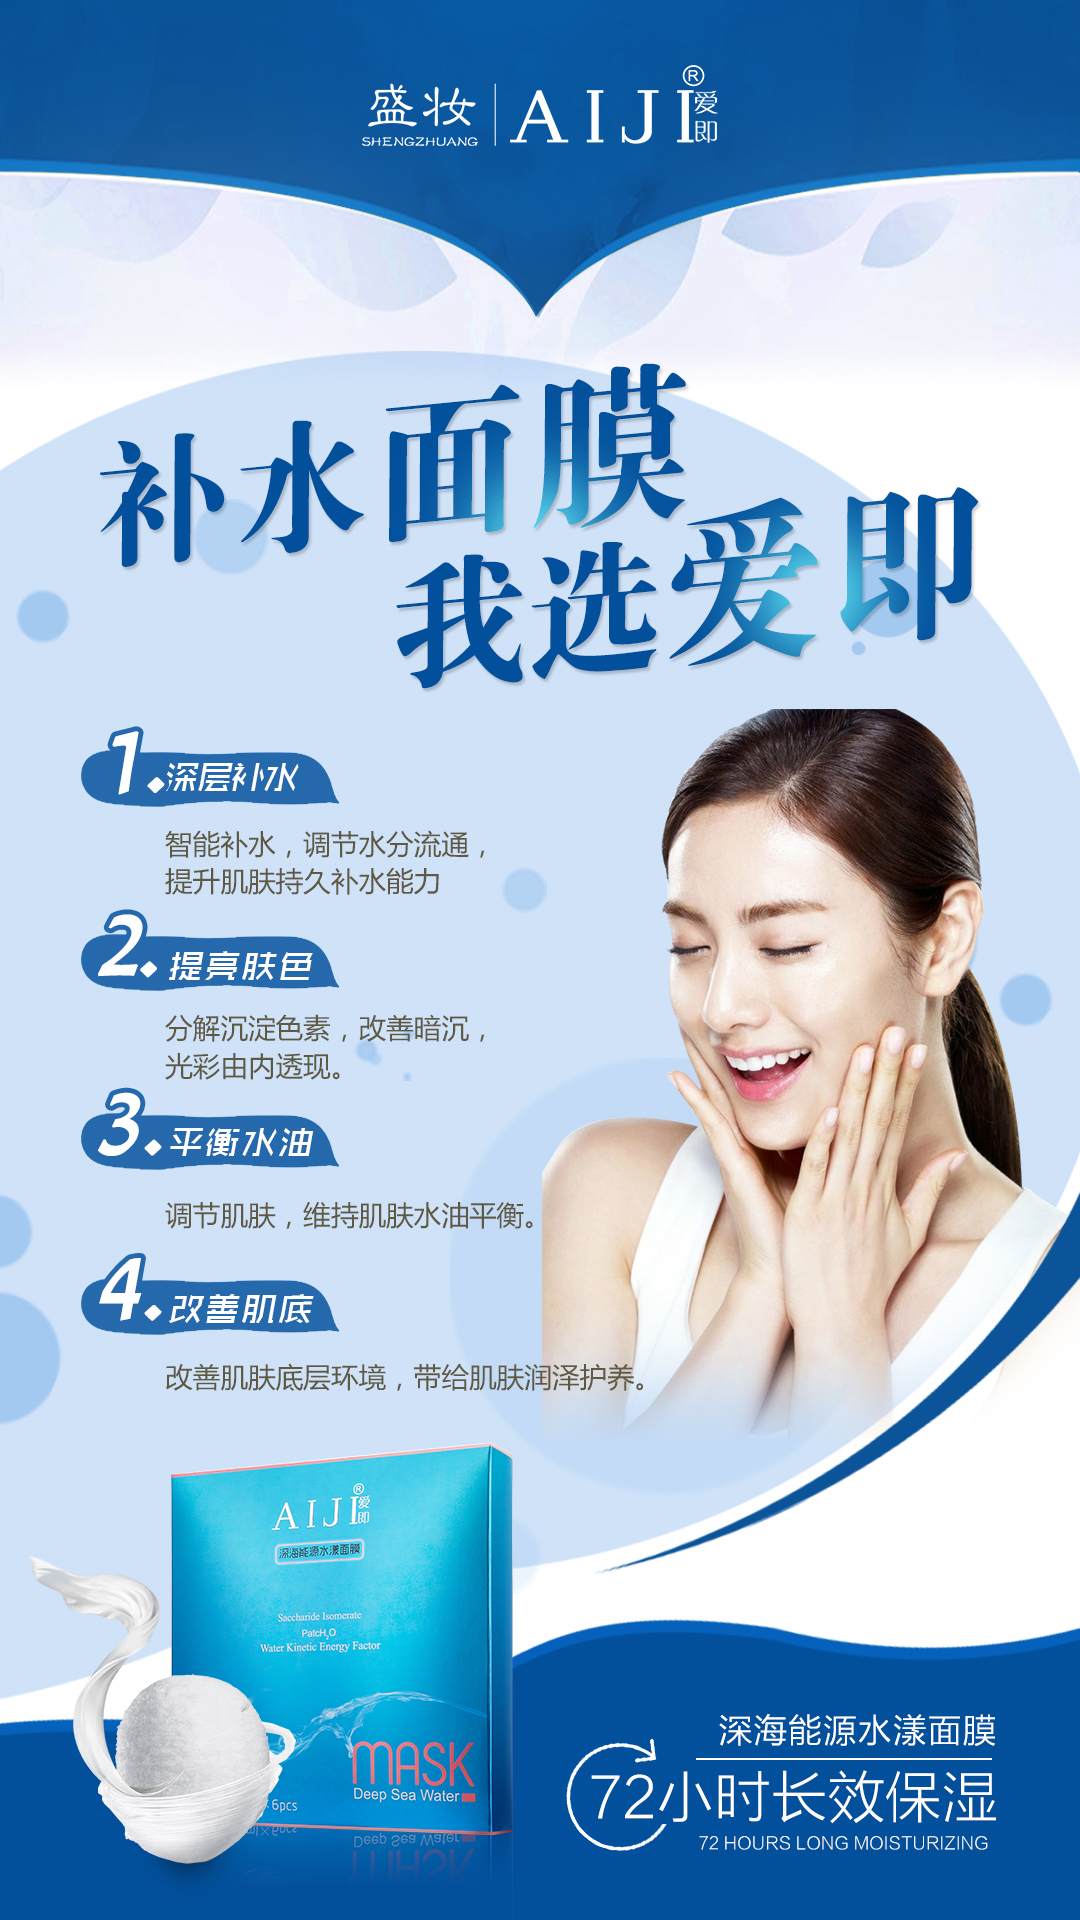 盛妆
SHENGZHUANG
AIJI®爱即
补水面膜
我选爱即
1.深层补水
智能补水，调节水分流通，
提升肌肤持久补水能力
2.提亮肤色
分解沉淀色素，改善暗沉，
光彩由内透现。
3.平衡水油
调节肌肤，维持肌肤水油平衡。
4.改善肌底
改善肌肤底层环境，带给肌肤润泽护养。
AIJI®爱即
深海能源水漾面膜
Saccharide Isomerate
PatcH₂O
Water Kinetic Energy Factor
MASK
Deep Sea Water
×6pcs
深海能源水漾面膜
72小时长效保湿
72 HOURS LONG MOISTURIZING